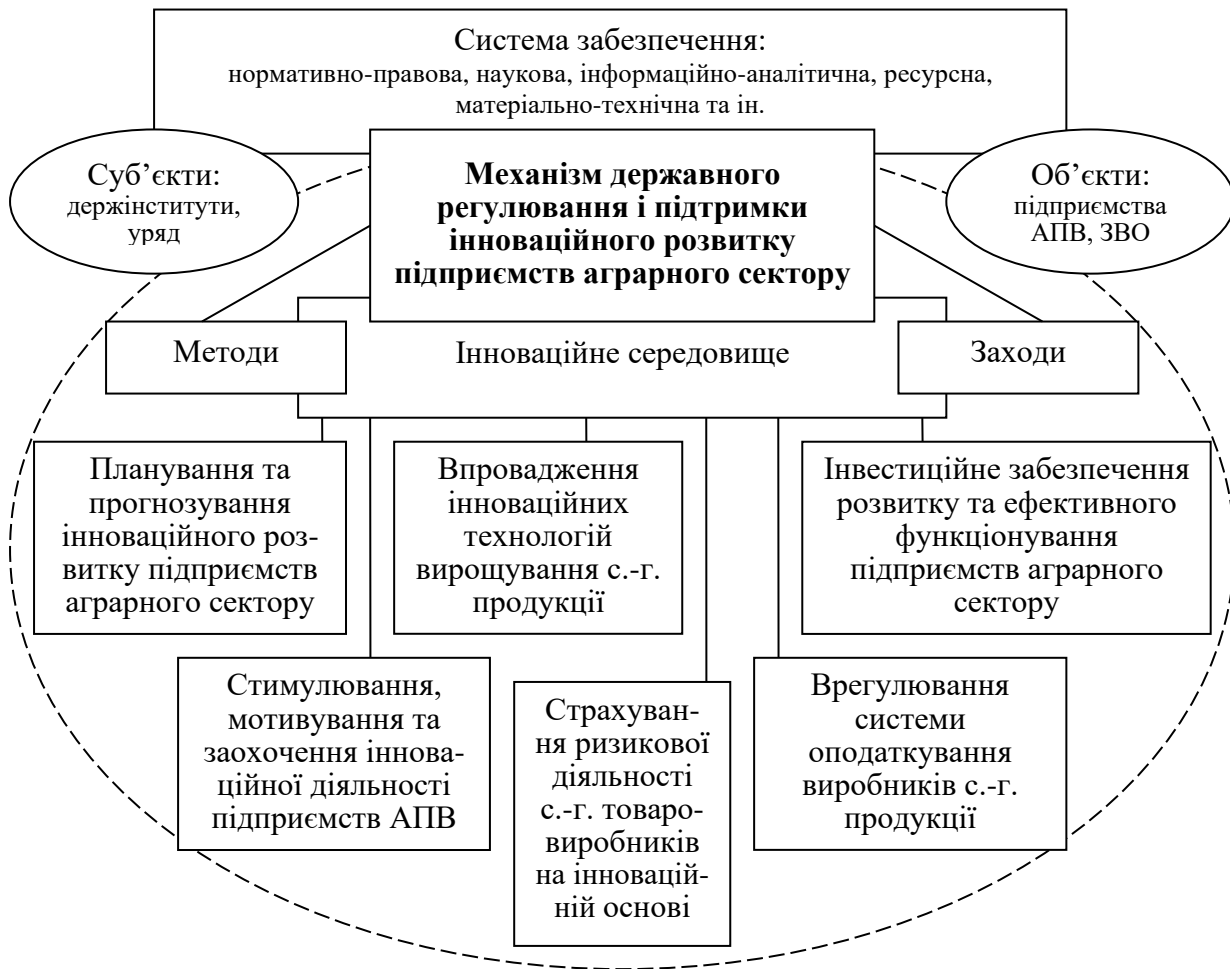 Система забезпечення:
нормативно-правова, наукова, інформаційно-аналітична, ресурсна,
матеріально-технічна та ін.
Суб’єкти:
держінститути,
уряд
Механізм державного
регулювання і підтримки
інноваційного розвитку
підприємств аграрного сектору
Об’єкти:
підприємства
АПВ, ЗВО
Методи
Інноваційне середовище
Заходи
Планування та
прогнозування
інноваційного роз-
витку підприємств
аграрного сектору
Впровадження
інноваційних
технологій
вирощування с.-г.
продукції
Інвестиційне забезпечення
розвитку та ефективного
функціонування
підприємств аграрного
сектору
Стимулювання,
мотивування та
заохочення іннова-
ційної діяльності
підприємств АПВ
Страхуван-
ня ризикової
діяльності
с.-г. товаро-
виробників
на інновацій-
ній основі
Врегулювання
системи
оподаткування
виробників с.-г.
продукції